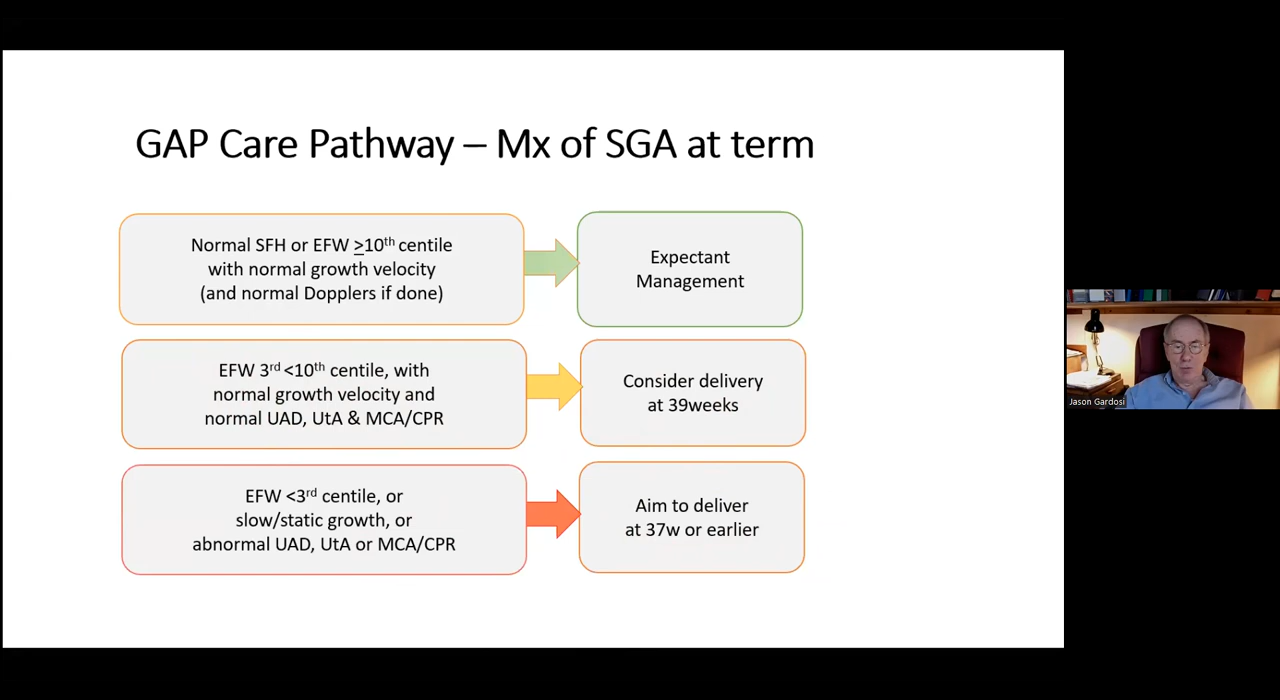 GAP Care Pathway – Mx of SGA at term
Normal SFH or EFW ≥10th centile
with normal growth velocity
(and normal Dopplers if done)
Expectant
Management
EFW 3rd <10th centile, with
normal growth velocity and
normal UAD, UtA & MCA/CPR
Consider delivery
at 39weeks
EFW <3rd centile, or
slow/static growth, or
abnormal UAD, UtA or MCA/CPR
Aim to deliver
at 37w or earlier
Jason Gardosi